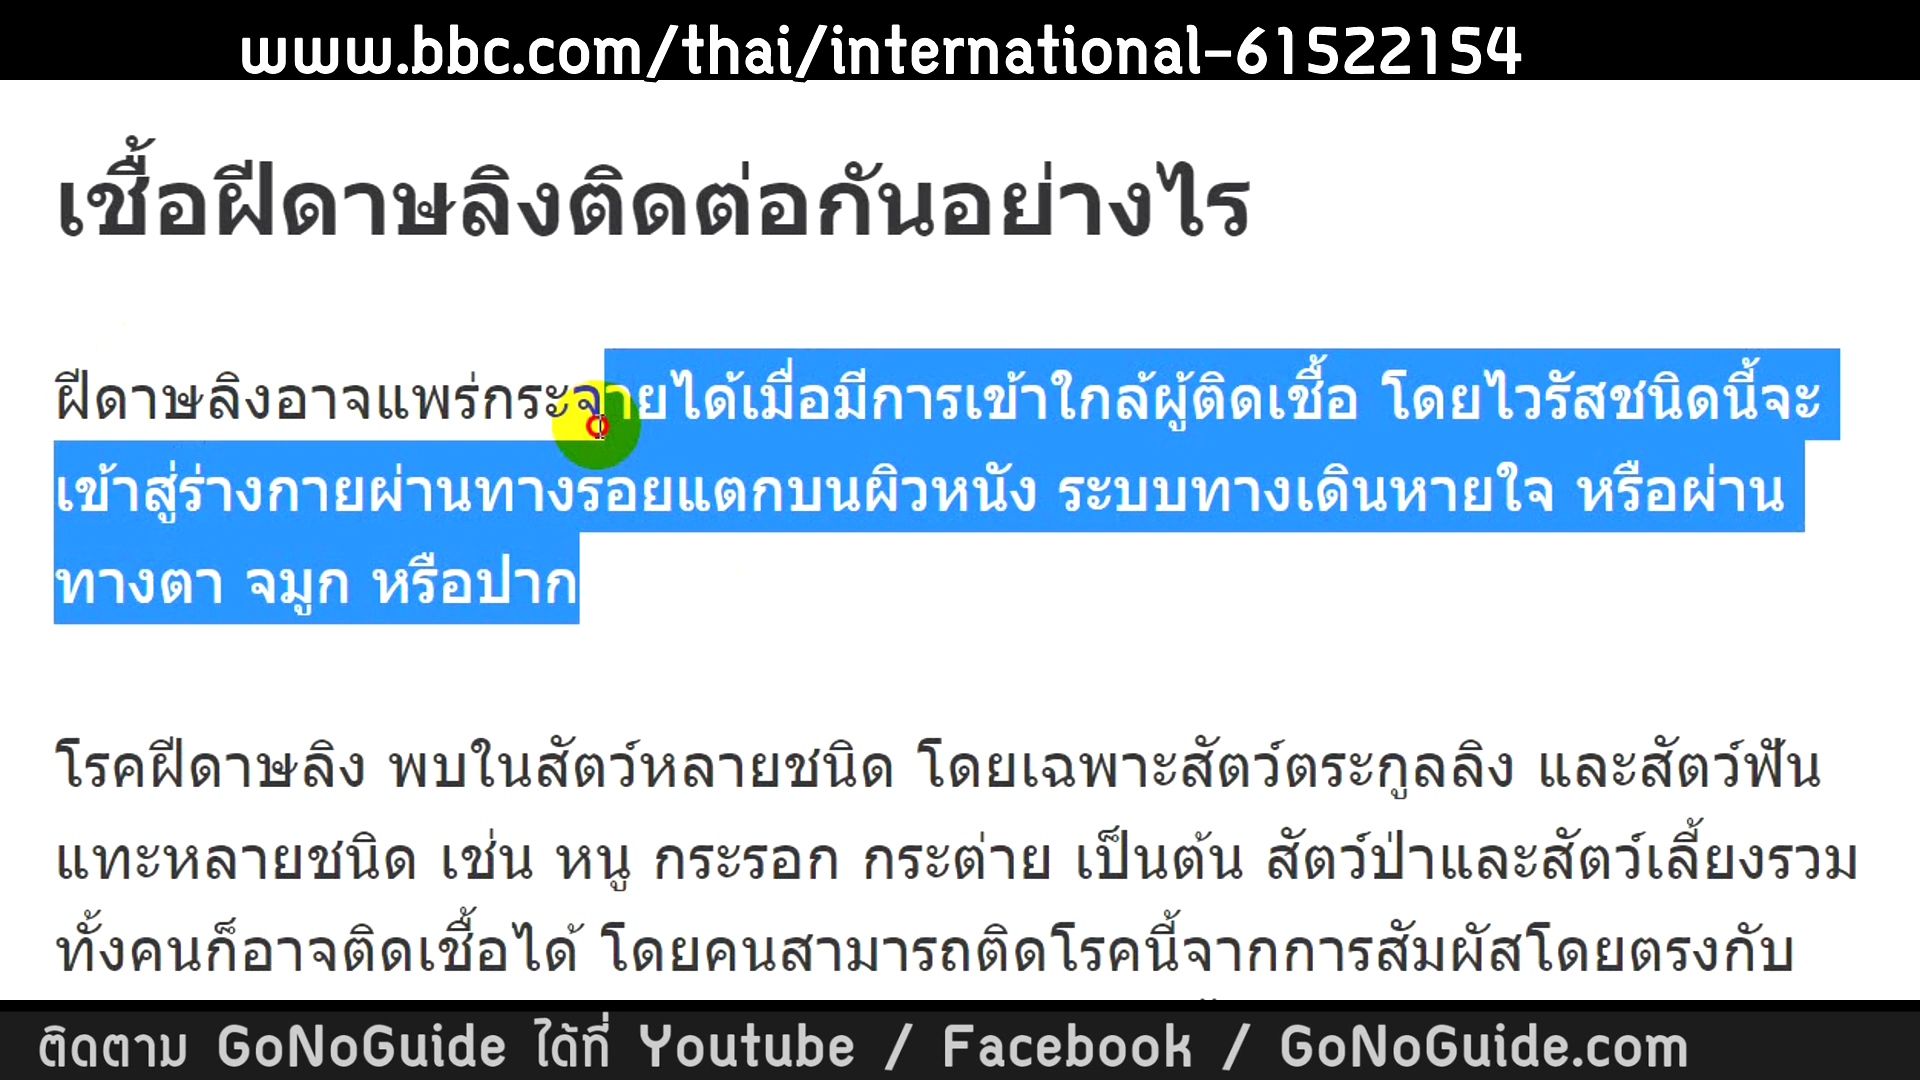 www.bbc.com/thai/international-61522154
เชื้อฝีดาษลิงติดต่อกันอย่างไร
ฝีดาษลิงอาจแพร่กระจายได้เมื่อมีการเข้าใกล้ผู้ติดเชื้อ โดยไวรัสชนิดนี้จะ
เข้าสู่ร่างกายผ่านทางรอยแตกบนผิวหนัง ระบบทางเดินหายใจ หรือผ่าน
ทางตา จมูก หรือปาก
โรคฝีดาษลิง พบในสัตว์หลายชนิด โดยเฉพาะสัตว์ตระกูลลิง และสัตว์ฟัน
แทะหลายชนิด เช่น หนู กระรอก กระต่าย เป็นต้น สัตว์ป่าและสัตว์เลี้ยงรวม
ทั้งคนก็อาจติดเชื้อได้ โดยคนสามารถติดโรคนี้จากการสัมผัสโดยตรงกับ
ติดตาม GoNoGuide ได้ที่ Youtube / Facebook / GoNoGuide.com